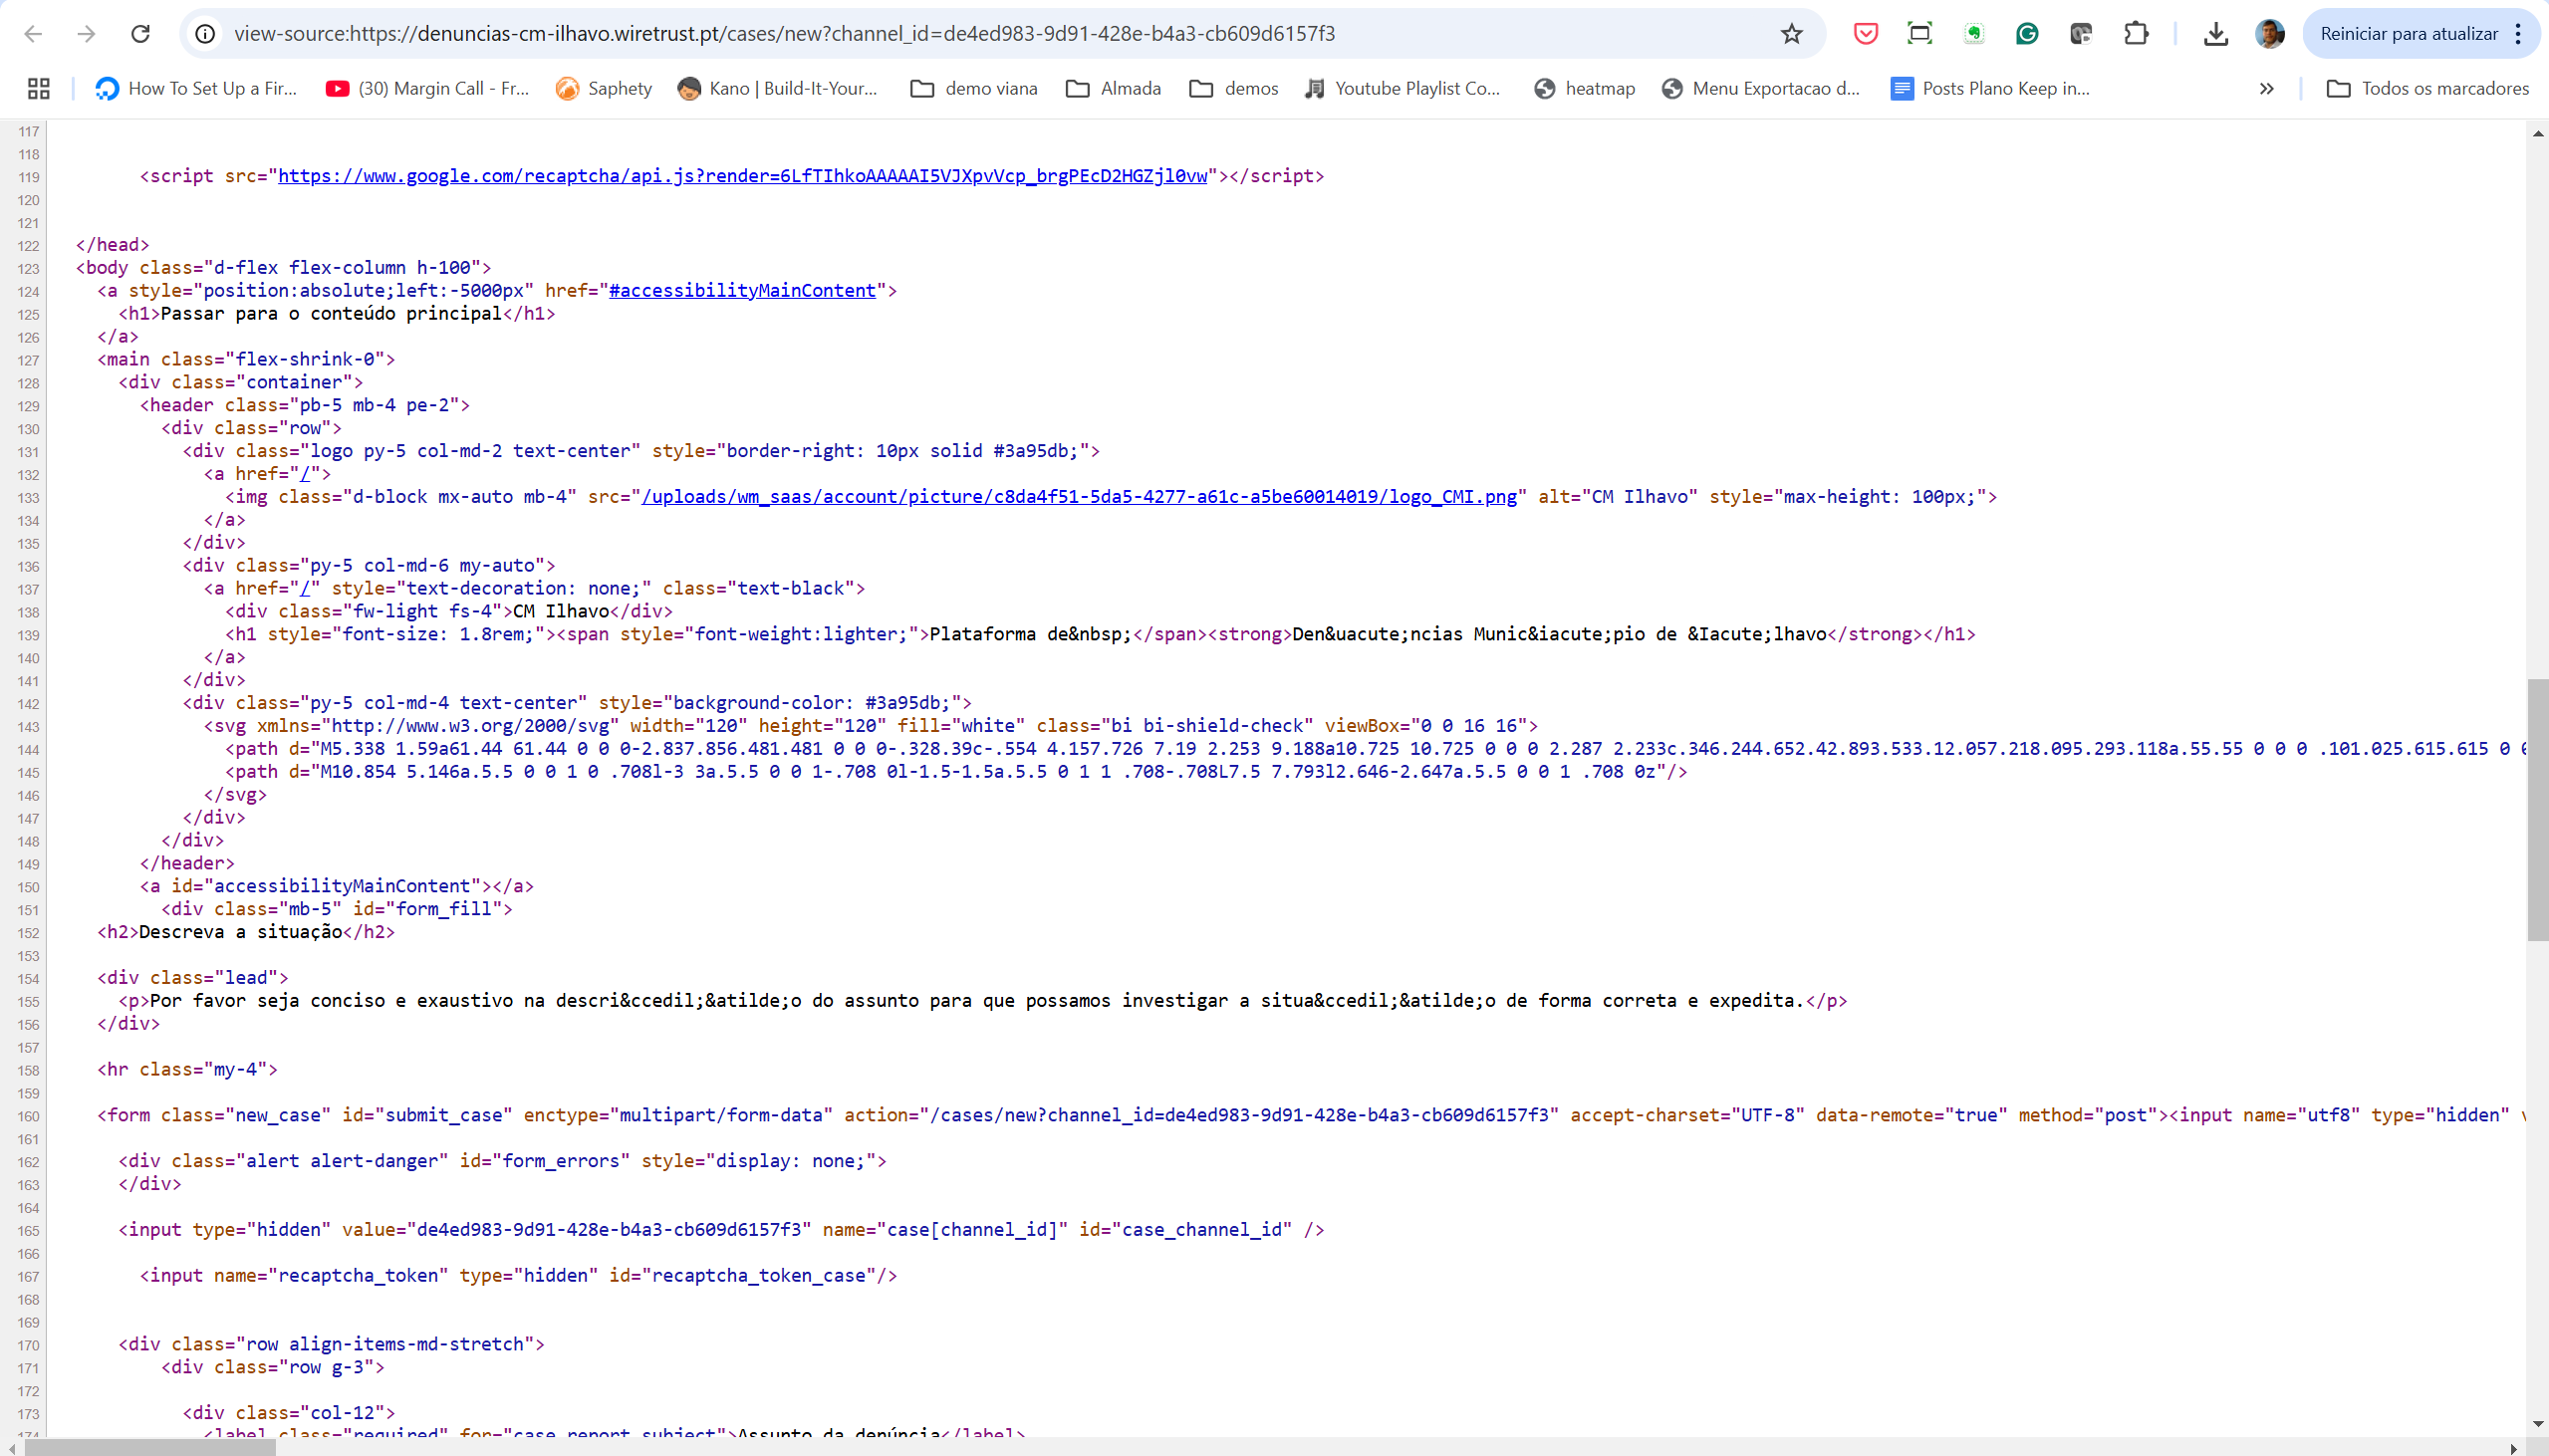 view-source:https://denuncias-cm-ilhavo.wiretrust.pt/cases/new?channel_id=de4ed983-9d91-428e-b4a3-cb609d6157f3
Reiniciar para atualizar
How To Set Up a Fir...
(30) Margin Call - Fr...
Saphety
Kano | Build-It-Your...
demo viana
Almada
demos
Youtube Playlist Co...
heatmap
Menu Exportacao d...
Posts Plano Keep in...
»
Todos os marcadores
117
118
119 <script src="https://www.google.com/recaptcha/api.js?render=6LfTIhkoAAAAAI5VJXpvVcp_brgPEcD2HGZjl0vw"></script>
120
121
122 </head>
123 <body class="d-flex flex-column h-100">
124 <a style="position:absolute;left:-5000px" href="#accessibilityMainContent">
125 <h1>Passar para o conteúdo principal</h1>
126 </a>
127 <main class="flex-shrink-0">
128 <div class="container">
129 <header class="pb-5 mb-4 pe-2">
130 <div class="row">
131 <div class="logo py-5 col-md-2 text-center" style="border-right: 10px solid #3a95db;">
132 <a href="/">
133 <img class="d-block mx-auto mb-4" src="/uploads/wm_saas/account/picture/c8da4f51-5da5-4277-a61c-a5be60014019/logo_CMI.png" alt="CM Ilhavo" style="max-height: 100px;">
134 </a>
135 </div>
136 <div class="py-5 col-md-6 my-auto">
137 <a href="/" style="text-decoration: none;" class="text-black">
138 <div class="fw-light fs-4">CM Ilhavo</div>
139 <h1 style="font-size: 1.8rem;"><span style="font-weight:lighter;">Plataforma de&nbsp;</span><strong>Den&uacute;ncias Munic&iacute;pio de &Iacute;lhavo</strong></h1>
140 </a>
141 </div>
142 <div class="py-5 col-md-4 text-center" style="background-color: #3a95db;">
143 <svg xmlns="http://www.w3.org/2000/svg" width="120" height="120" fill="white" class="bi bi-shield-check" viewBox="0 0 16 16">
144 <path d="M5.338 1.59a61.44 61.44 0 0 0-2.837.856.481.481 0 0 0-.328.39c-.554 4.157.726 7.19 2.253 9.188a10.725 10.725 0 0 0 2.287 2.233c.346.244.652.42.893.533.12.057.218.095.293.118a.55.55 0 0 0 .101.025.615.615 0
145 <path d="M10.854 5.146a.5.5 0 0 1 0 .708l-3 3a.5.5 0 0 1-.708 0l-1.5-1.5a.5.5 0 1 1 .708-.708L7.5 7.793l2.646-2.647a.5.5 0 0 1 .708 0z"/>
146 </svg>
147 </div>
148 </div>
149 </header>
150 <a id="accessibilityMainContent"></a>
151 <div class="mb-5" id="form_fill">
152 <h2>Descreva a situação</h2>
153
154 <div class="lead">
155 <p>Por favor seja conciso e exaustivo na descri&ccedil;&atilde;o do assunto para que possamos investigar a situa&ccedil;&atilde;o de forma correta e expedita.</p>
156 </div>
157
158 <hr class="my-4">
159
160 <form class="new_case" id="submit_case" enctype="multipart/form-data" action="/cases/new?channel_id=de4ed983-9d91-428e-b4a3-cb609d6157f3" accept-charset="UTF-8" data-remote="true" method="post"><input name="utf8" type="hidden"
161
162 <div class="alert alert-danger" id="form_errors" style="display: none;">
163 </div>
164
165 <input type="hidden" value="de4ed983-9d91-428e-b4a3-cb609d6157f3" name="case[channel_id]" id="case_channel_id" />
166
167 <input name="recaptcha_token" type="hidden" id="recaptcha_token_case"/>
168
169
170 <div class="row align-items-md-stretch">
171 <div class="row g-3">
172
173 <div class="col-12">
174 <label class="required" for="case_report_subject">Assunto da denúncia</label>